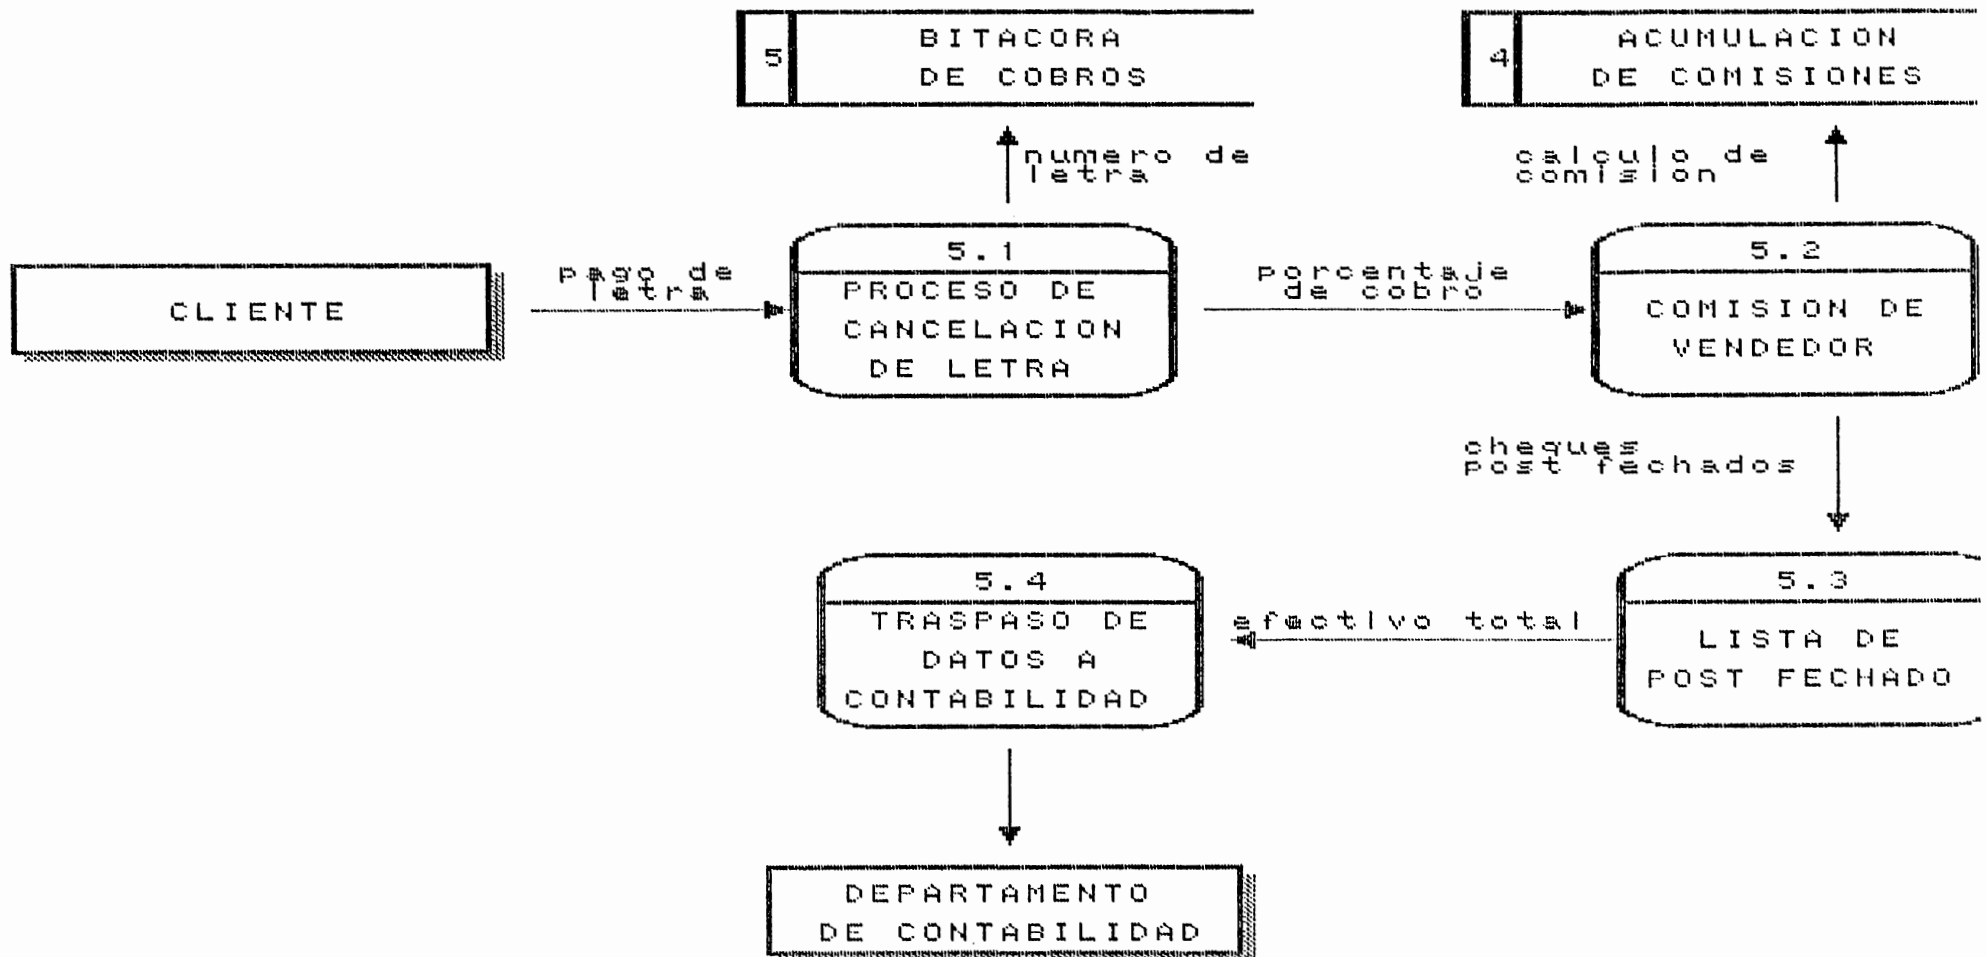 5
BITACORA
DE COBROS
4
ACUMULACION
DE COMISIONES
numero de
letra
calculo de
comision
CLIENTE
pago de
letra
5.1
PROCESO DE
CANCELACION
DE LETRA
porcentaje
de cobro
5.2
COMISION DE
VENDEDOR
cheques
post fechados
5.4
TRASPASO DE
DATOS A
CONTABILIDAD
efectivo total
5.3
LISTA DE
POST FECHADO
DEPARTAMENTO
DE CONTABILIDAD